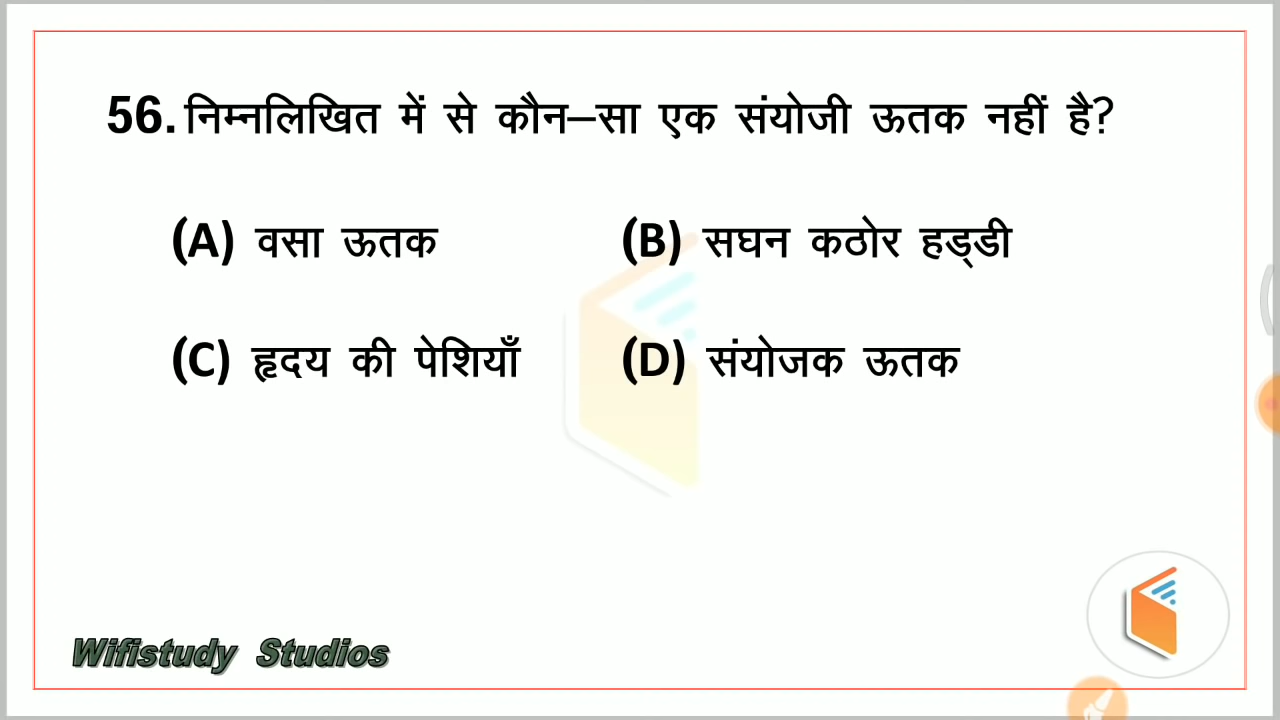 56. निम्नलिखित में से कौन–सा एक संयोजी ऊतक नहीं है?
(A) वसा ऊतक (B) सघन कठोर हड्डी
(C) हृदय की पेशियाँ (D) संयोजक ऊतक
Wifistudy Studios